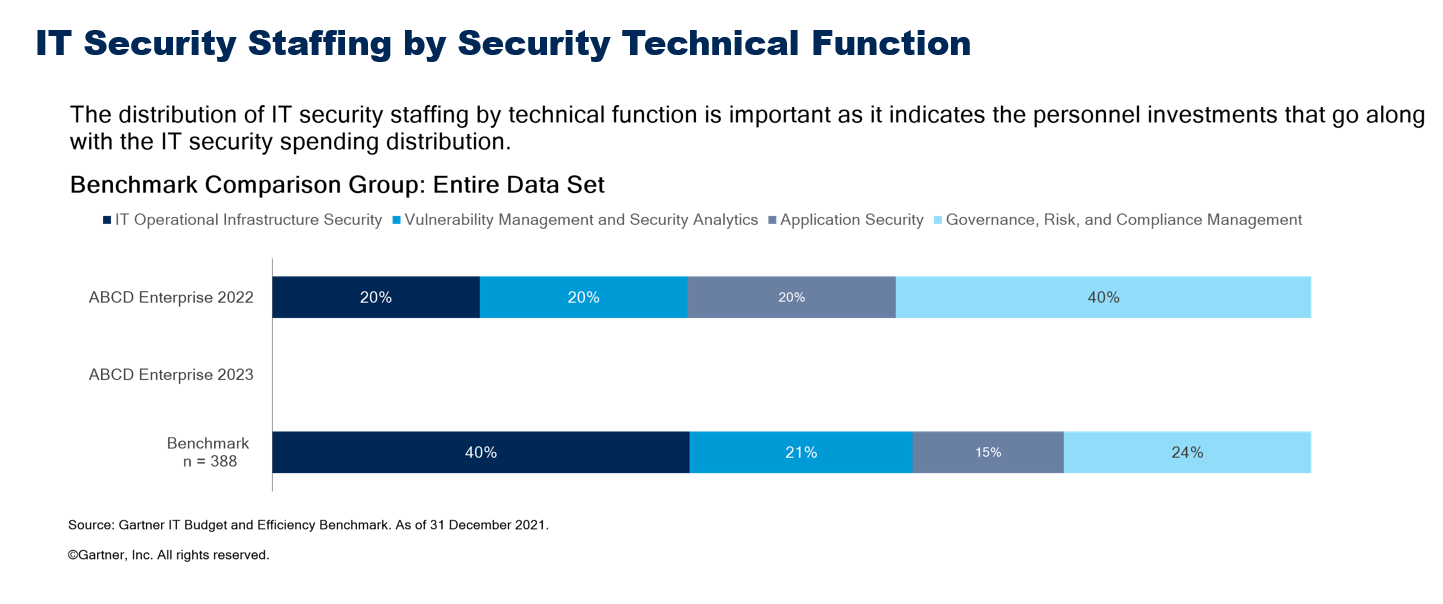 IT Security Staffing by Security Technical Function
The distribution of IT security staffing by technical function is important as it indicates the personnel investments that go along
with the IT security spending distribution.
Benchmark Comparison Group: Entire Data Set
IT Operational Infrastructure Security Vulnerability Management and Security Analytics Application Security Governance, Risk, and Compliance Management
ABCD Enterprise 2022 20% 20% 20% 40%
ABCD Enterprise 2023
Benchmark
n = 388 40% 21% 15% 24%
Source: Gartner IT Budget and Efficiency Benchmark. As of 31 December 2021.
©Gartner, Inc. All rights reserved.